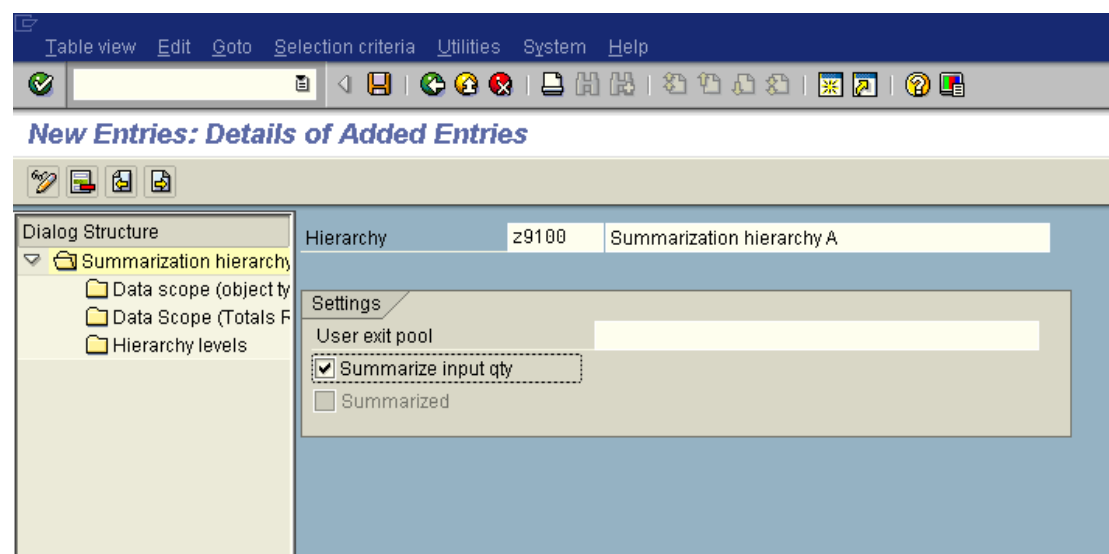 Table view Edit Goto Selection criteria Utilities System Help
New Entries: Details of Added Entries
Dialog Structure
Summarization hierarchy
Data scope (object ty
Data Scope (Totals R
Hierarchy levels
Hierarchy z9100 Summarization hierarchy A
Settings
User exit pool
Summarize input qty
Summarized